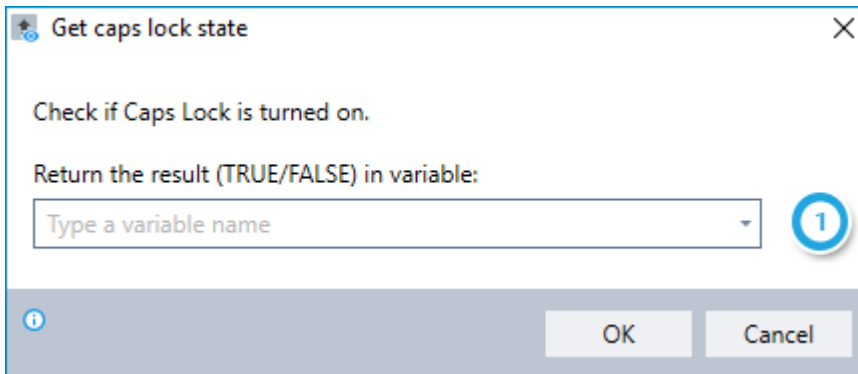 Get caps lock state
Check if Caps Lock is turned on.
Return the result (TRUE/FALSE) in variable:
Type a variable name
1
OK
Cancel